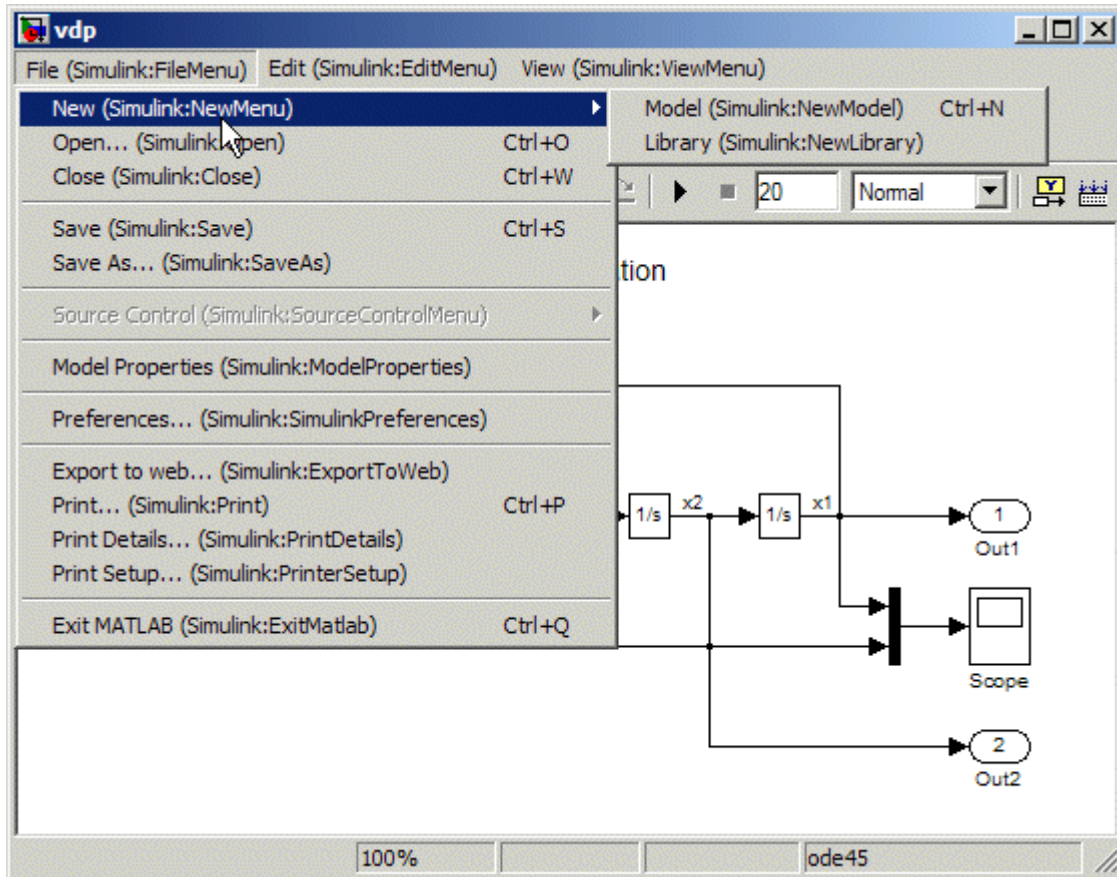 vdp
File (Simulink:FileMenu) Edit (Simulink:EditMenu) View (Simulink:ViewMenu)
New (Simulink:NewMenu)
Model (Simulink:NewModel) Ctrl+N
Open... (Simulink:Open) Ctrl+O
Library (Simulink:NewLibrary)
Close (Simulink:Close) Ctrl+W
20 Normal
Save (Simulink:Save) Ctrl+S
Save As... (Simulink:SaveAs)
tion
Source Control (Simulink:SourceControlMenu)
Model Properties (Simulink:ModelProperties)
Preferences... (Simulink:SimulinkPreferences)
Export to web... (Simulink:ExportToWeb)
Print... (Simulink:Print) Ctrl+P
1/s x2 1/s x1 1
Print Details... (Simulink:PrintDetails)
Out1
Print Setup... (Simulink:PrinterSetup)
Exit MATLAB (Simulink:ExitMatlab) Ctrl+Q
Scope
2
Out2
100% ode45